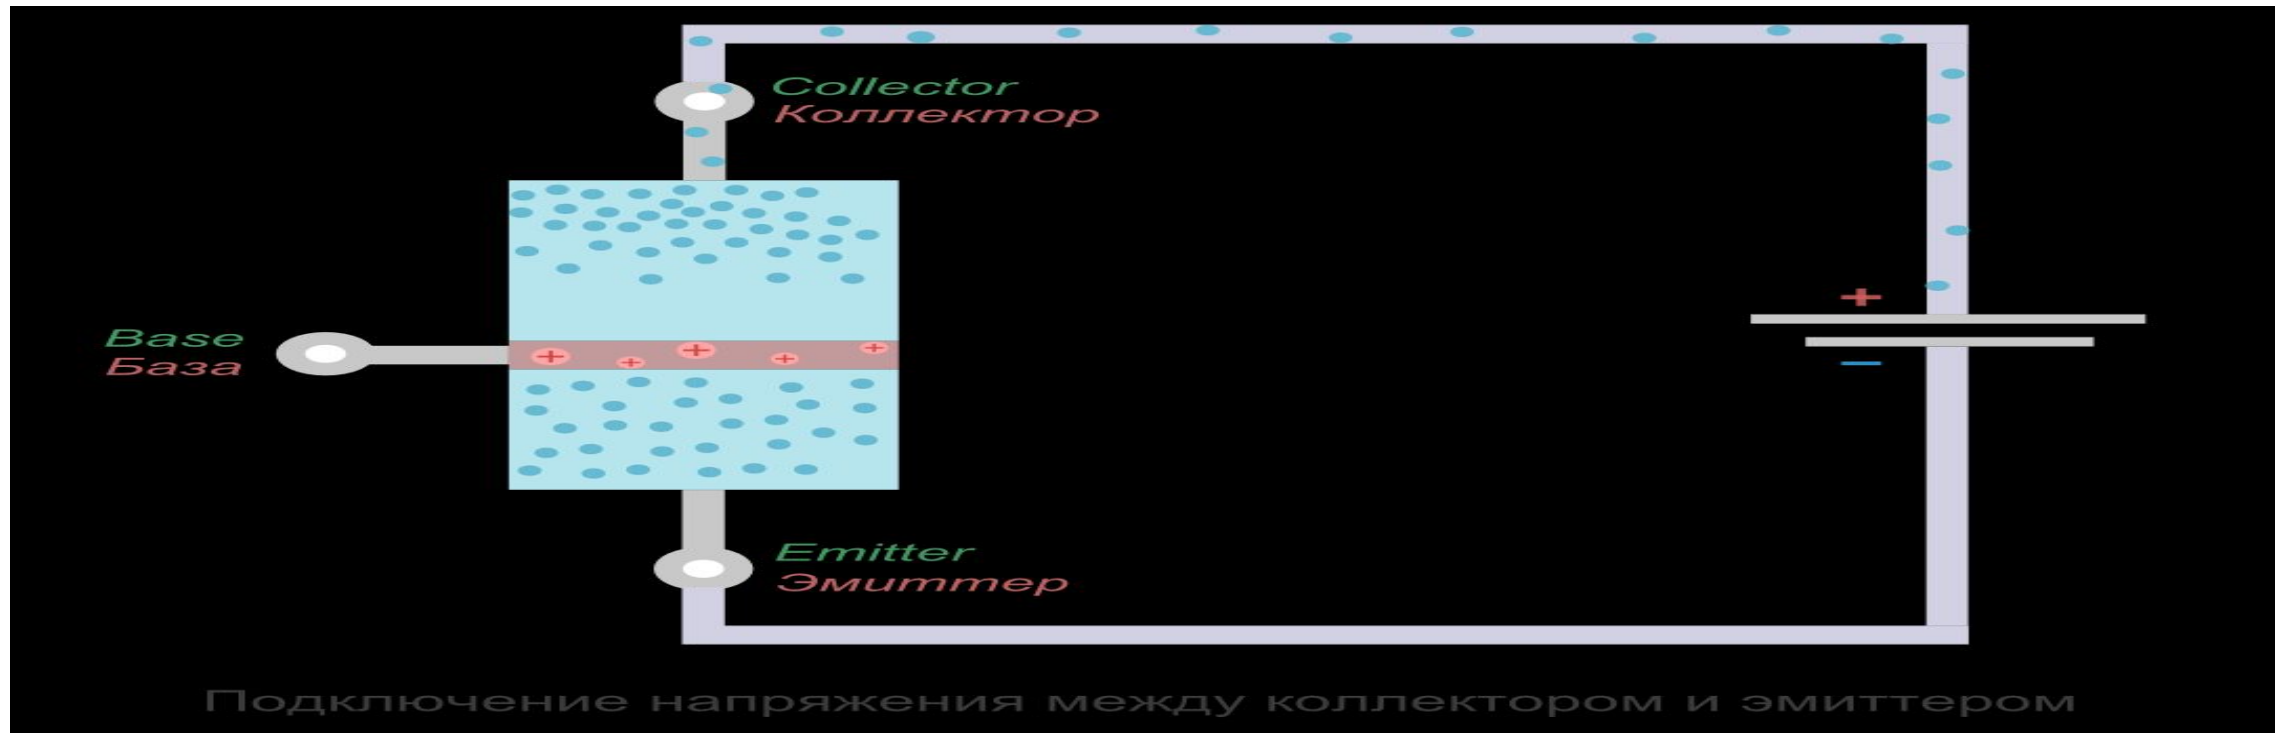 Collector
Коллектор
+
Base
База
+ + + + +
−
Emitter
Эмиттер
Подключение напряжения между коллектором и эмиттером